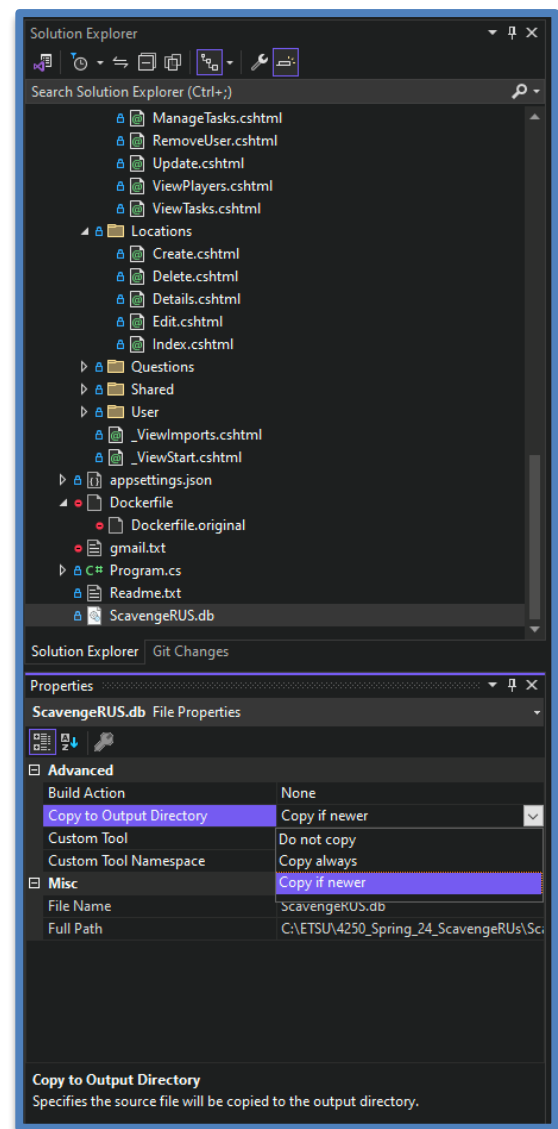 Solution Explorer
Search Solution Explorer (Ctrl+;)
ManageTasks.cshtml
RemoveUser.cshtml
Update.cshtml
ViewPlayers.cshtml
ViewTasks.cshtml
Locations
Create.cshtml
Delete.cshtml
Details.cshtml
Edit.cshtml
Index.cshtml
Questions
Shared
User
_ViewImports.cshtml
_ViewStart.cshtml
appsettings.json
Dockerfile
Dockerfile.original
gmail.txt
C# Program.cs
Readme.txt
ScavengeRUS.db
Solution Explorer Git Changes
Properties
ScavengeRUS.db File Properties
Advanced
Build Action None
Copy to Output Directory Copy if newer
Custom Tool Do not copy
Custom Tool Namespace Copy always
Misc Copy if newer
File Name ScavengeRUS.db
Full Path C:\ETSU\4250_Spring_24_ScavengeRUs\Sc
Copy to Output Directory
Specifies the source file will be copied to the output directory.